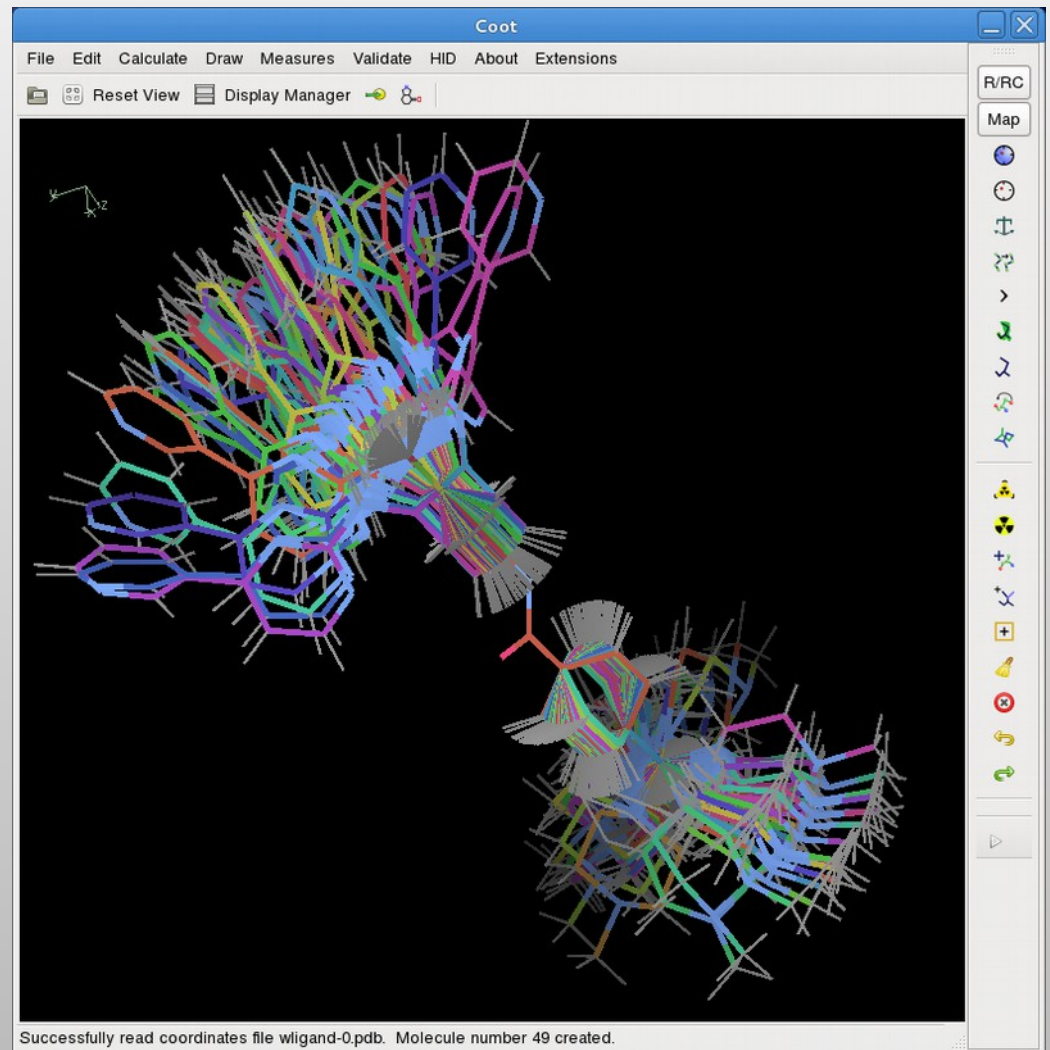 Coot
File Edit Calculate Draw Measures Validate HID About Extensions
R/RC
Reset View Display Manager
Map
Successfully read coordinates file wligand-0.pdb. Molecule number 49 created.